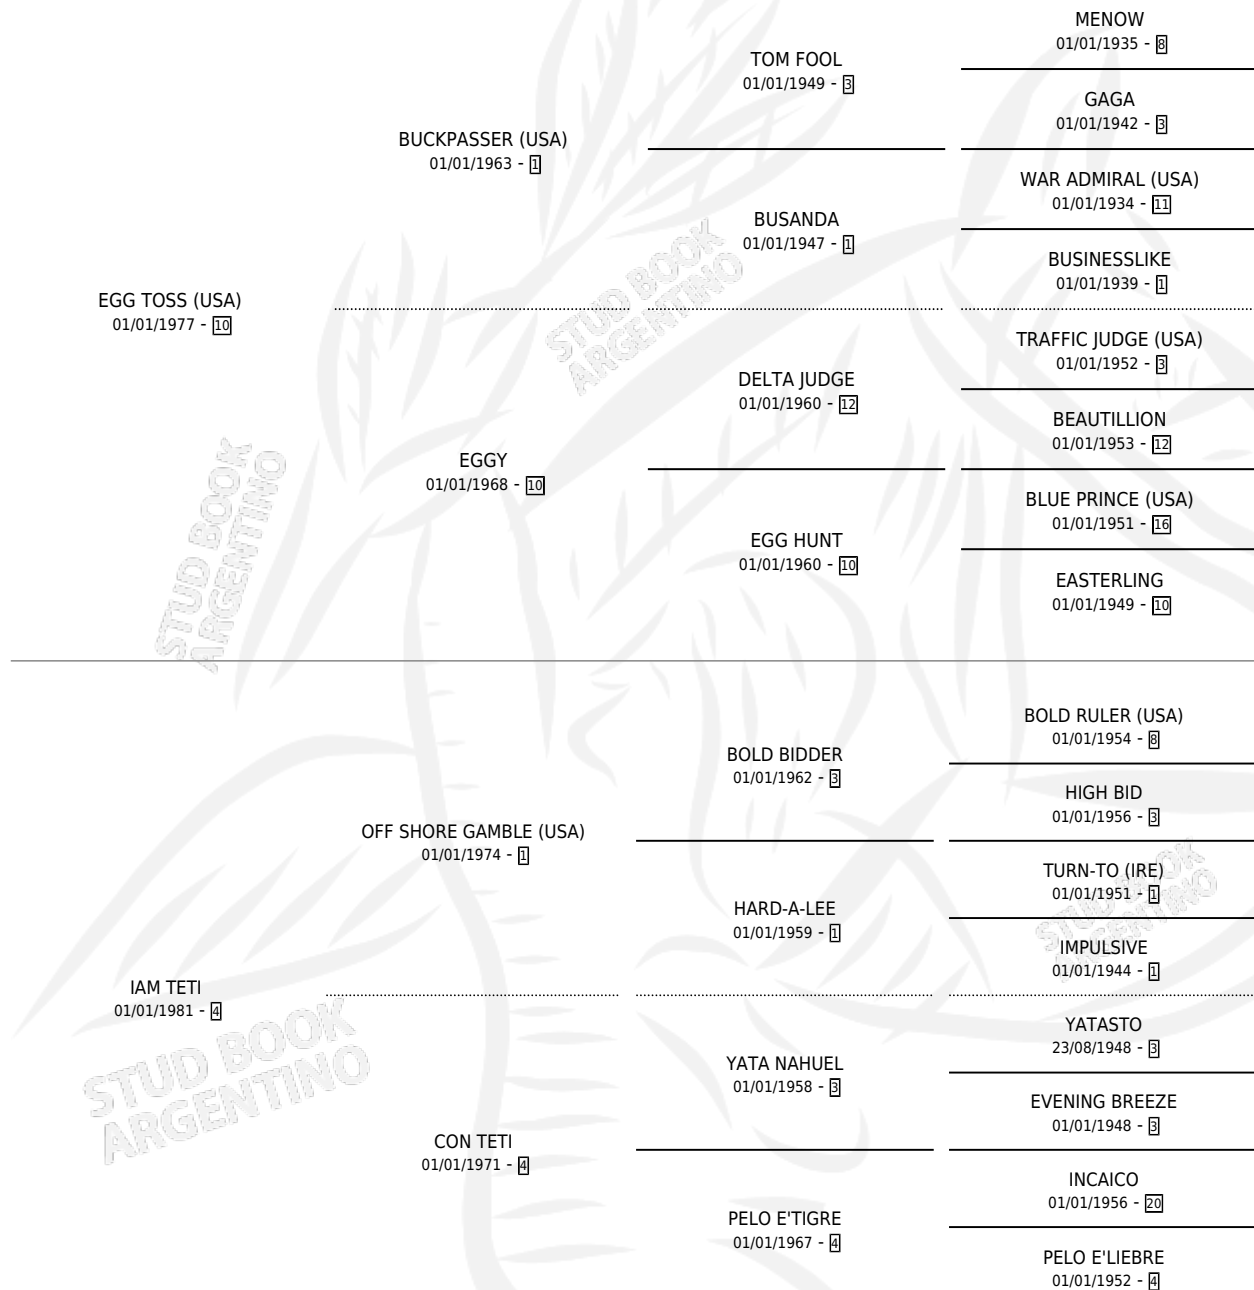 EGG TOSS (USA)
01/01/1977 - 10
BUCKPASSER (USA)
01/01/1963 - 1
TOM FOOL
01/01/1949 - 3
MENOW
01/01/1935 - 8
GAGA
01/01/1942 - 3
BUSANDA
01/01/1947 - 1
WAR ADMIRAL (USA)
01/01/1934 - 11
BUSINESSLIKE
01/01/1939 - 1
EGGY
01/01/1968 - 10
DELTA JUDGE
01/01/1960 - 12
TRAFFIC JUDGE (USA)
01/01/1952 - 3
BEAUTILLION
01/01/1953 - 12
EGG HUNT
01/01/1960 - 10
BLUE PRINCE (USA)
01/01/1951 - 16
EASTERLING
01/01/1949 - 10
IAM TETI
01/01/1981 - 4
OFF SHORE GAMBLE (USA)
01/01/1974 - 1
BOLD BIDDER
01/01/1962 - 3
BOLD RULER (USA)
01/01/1954 - 8
HIGH BID
01/01/1956 - 3
HARD-A-LEE
01/01/1959 - 1
TURN-TO (IRE)
01/01/1951 - 1
IMPULSIVE
01/01/1944 - 1
CON TETI
01/01/1971 - 4
YATA NAHUEL
01/01/1958 - 3
YATASTO
23/08/1948 - 3
EVENING BREEZE
01/01/1948 - 3
PELO E'TIGRE
01/01/1967 - 4
INCAICO
01/01/1956 - 20
PELO E'LIEBRE
01/01/1952 - 4
STUD BOOK
ARGENTINO
STUD BOOK
ARGENTINO
STUD BOOK
ARGENTINO
STUD BOOK
ARGENTINO